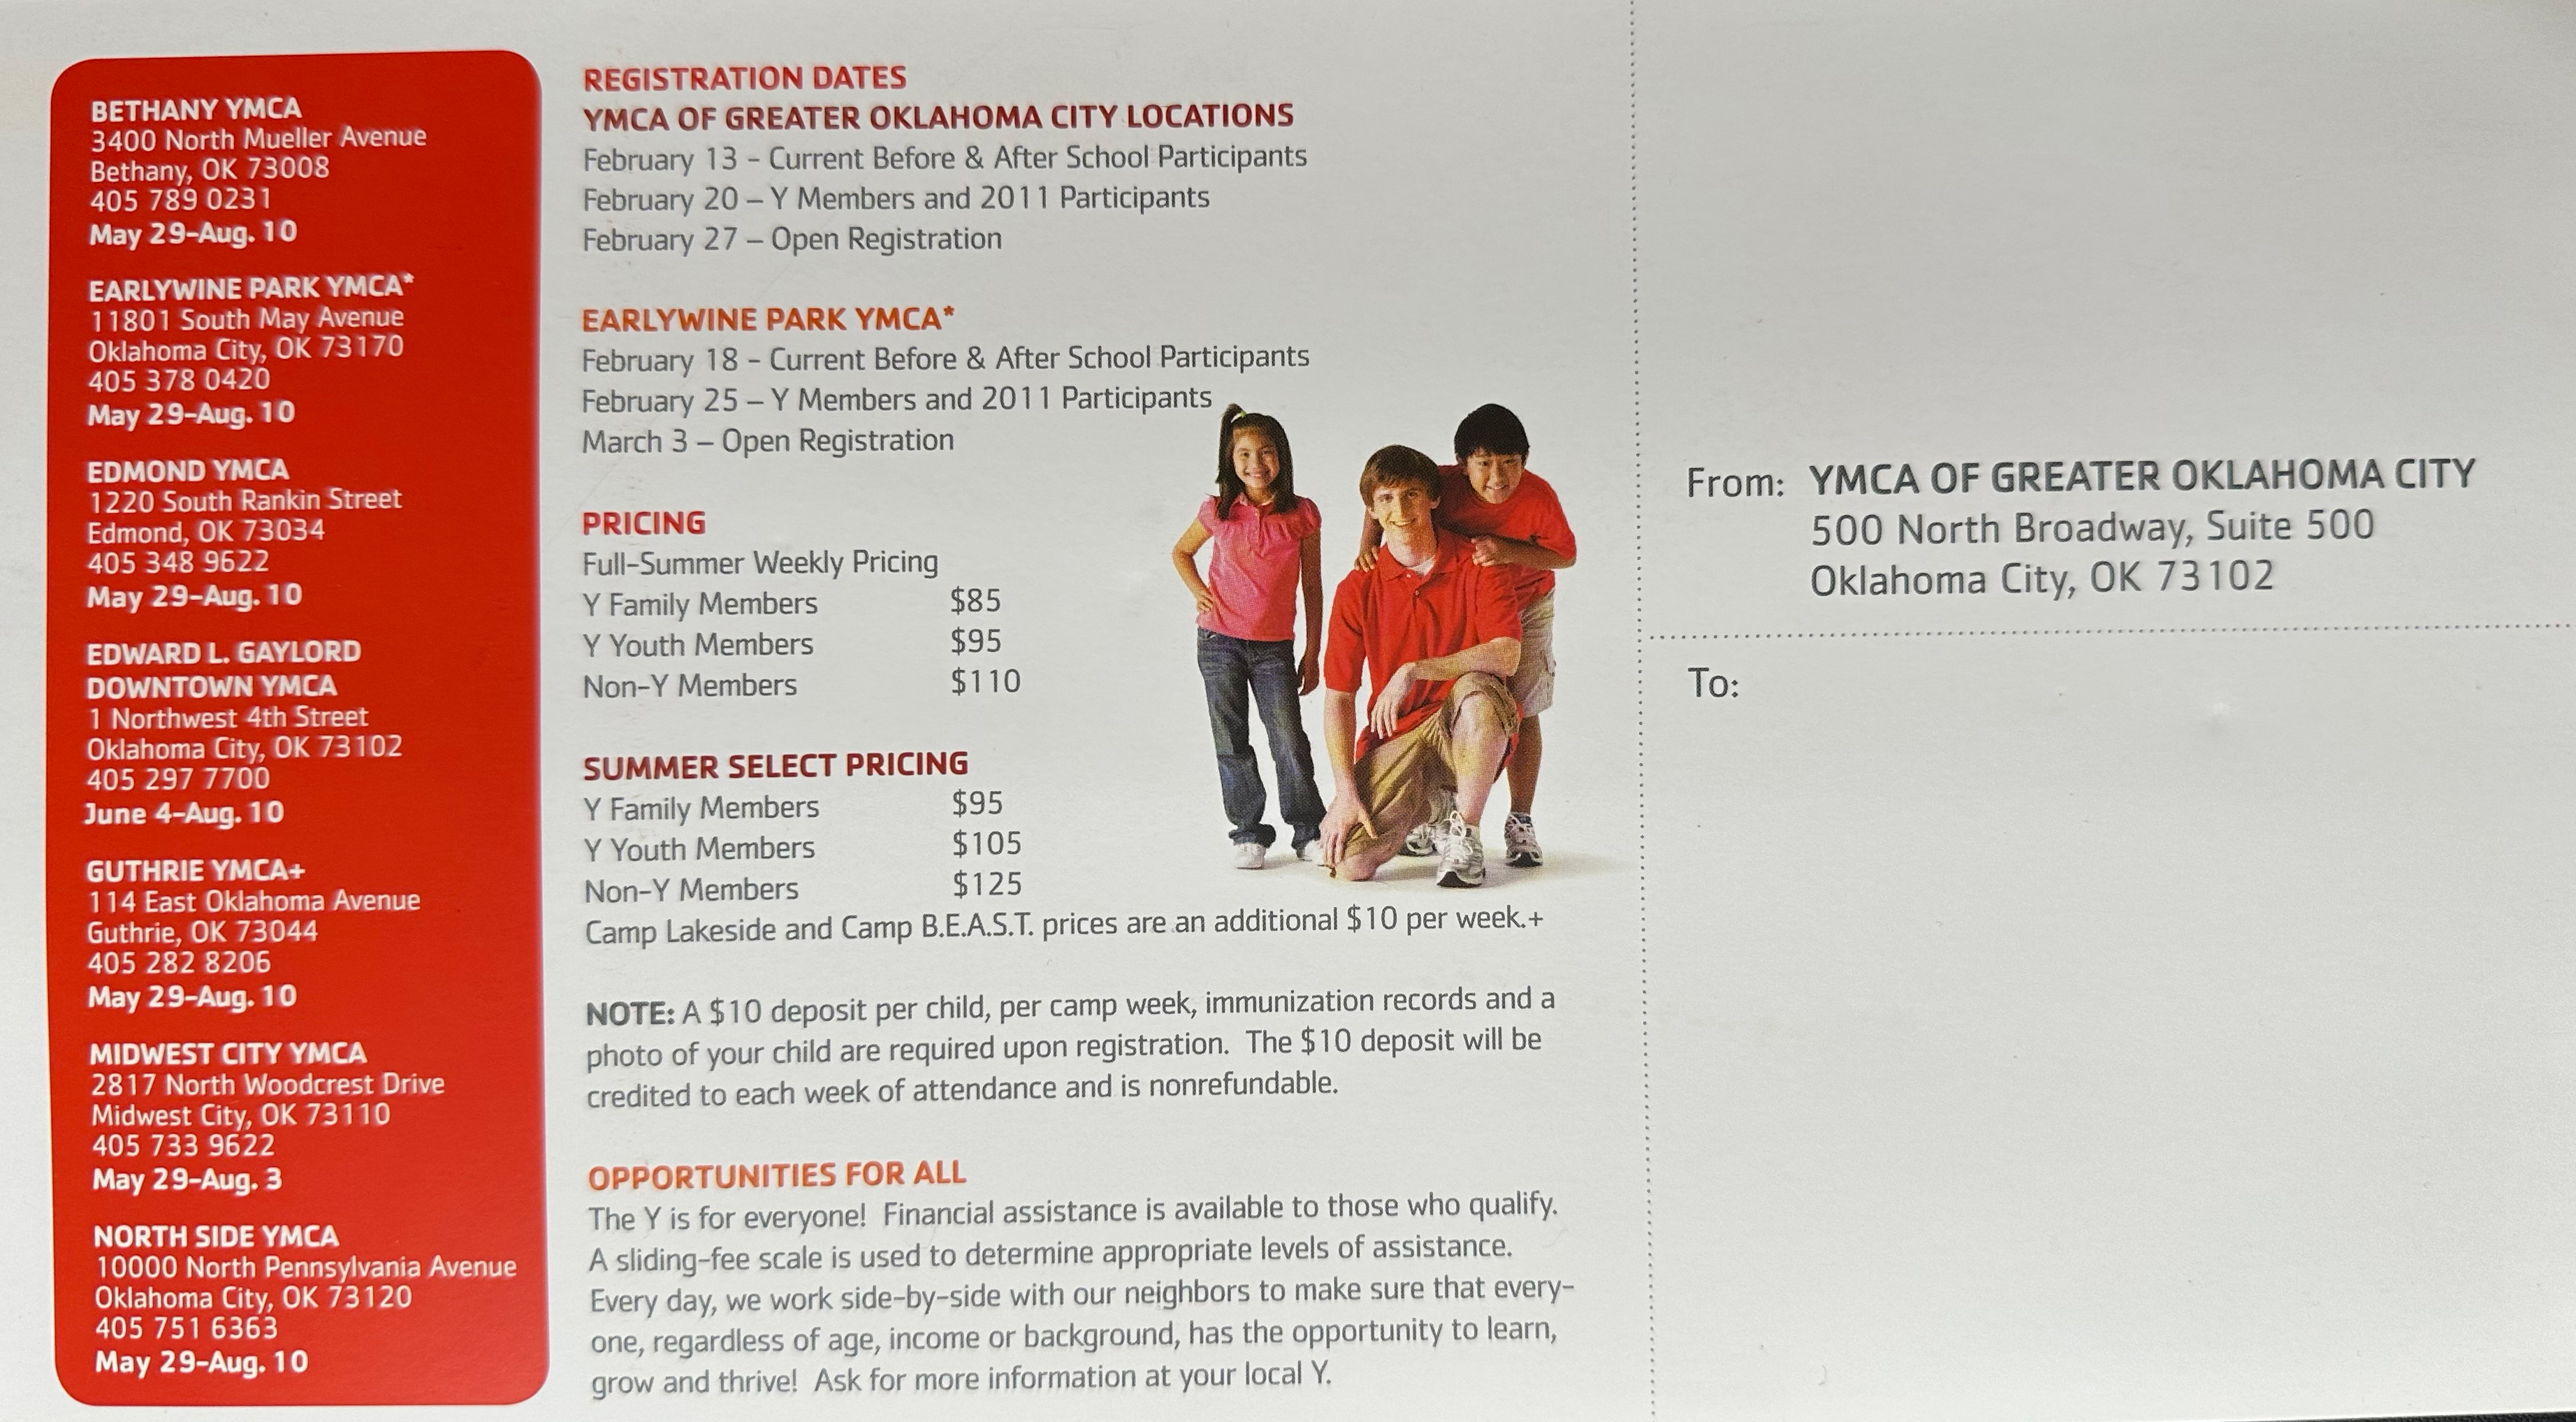 BETHANY YMCA
3400 North Mueller Avenue
Bethany, OK 73008
405 789 0231
May 29-Aug. 10
EARLYWINE PARK YMCA*
11801 South May Avenue
Oklahoma City, OK 73170
405 378 0420
May 29-Aug. 10
EDMOND YMCA
1220 South Rankin Street
Edmond, OK 73034
405 348 9622
May 29-Aug. 10
EDWARD L. GAYLORD
DOWNTOWN YMCA
1 Northwest 4th Street
Oklahoma City, OK 73102
405 297 7700
June 4-Aug. 10
GUTHRIE YMCA+
114 East Oklahoma Avenue
Guthrie, OK 73044
405 282 8206
May 29-Aug. 10
MIDWEST CITY YMCA
2817 North Woodcrest Drive
Midwest City, OK 73110
405 733 9622
May 29-Aug. 3
NORTH SIDE YMCA
10000 North Pennsylvania Avenue
Oklahoma City, OK 73120
405 751 6363
May 29-Aug. 10
REGISTRATION DATES
YMCA OF GREATER OKLAHOMA CITY LOCATIONS
February 13 - Current Before & After School Participants
February 20 – Y Members and 2011 Participants
February 27 – Open Registration
EARLYWINE PARK YMCA*
February 18 - Current Before & After School Participants
February 25 – Y Members and 2011 Participants
March 3 – Open Registration
PRICING
Full-Summer Weekly Pricing
Y Family Members $85
Y Youth Members $95
Non-Y Members $110
SUMMER SELECT PRICING
Y Family Members $95
Y Youth Members $105
Non-Y Members $125
Camp Lakeside and Camp B.E.A.S.T. prices are an additional $10 per week.+
NOTE: A $10 deposit per child, per camp week, immunization records and a
photo of your child are required upon registration. The $10 deposit will be
credited to each week of attendance and is nonrefundable.
OPPORTUNITIES FOR ALL
The Y is for everyone! Financial assistance is available to those who qualify.
A sliding-fee scale is used to determine appropriate levels of assistance.
Every day, we work side-by-side with our neighbors to make sure that every-
one, regardless of age, income or background, has the opportunity to learn,
grow and thrive! Ask for more information at your local Y.
From: YMCA OF GREATER OKLAHOMA CITY
500 North Broadway, Suite 500
Oklahoma City, OK 73102
To: